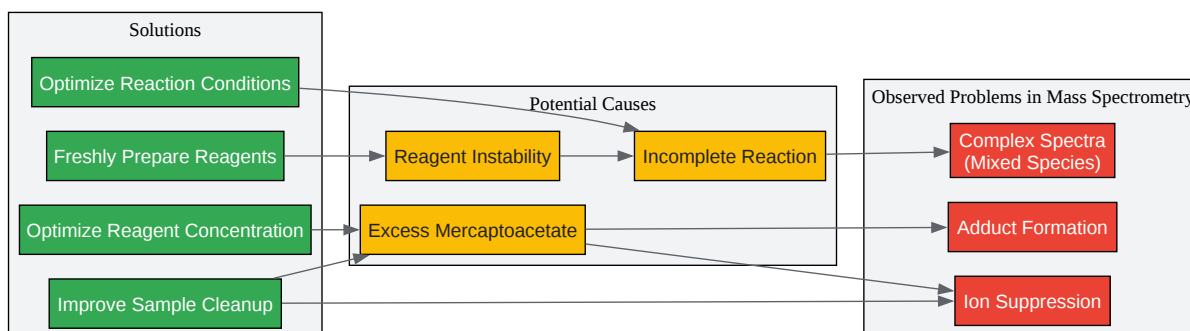 Solutions
Optimize Reaction Conditions
Freshly Prepare Reagents
Optimize Reagent Concentration
Improve Sample Cleanup
Potential Causes
Reagent Instability
Incomplete Reaction
Excess Mercaptoacetate
Observed Problems in Mass Spectrometry
Complex Spectra
(Mixed Species)
Adduct Formation
Ion Suppression